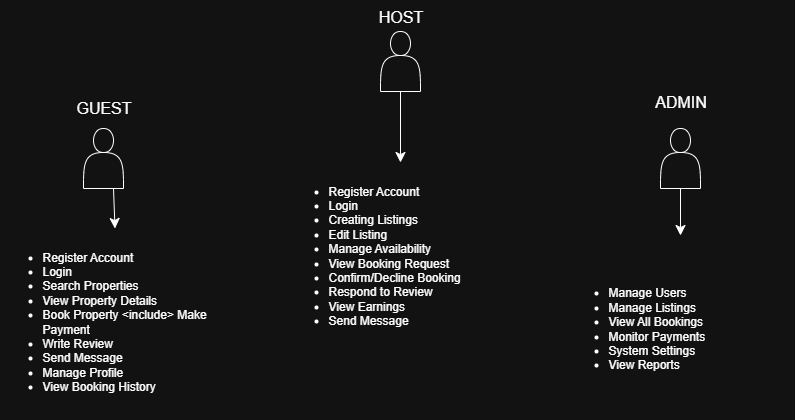 HOST
GUEST
ADMIN
Register Account
Login
Search Properties
View Property Details
Book Property <include> Make
Payment
Write Review
Send Message
Manage Profile
View Booking History
Register Account
Login
Creating Listings
Edit Listing
Manage Availability
View Booking Request
Confirm/Decline Booking
Respond to Review
View Earnings
Send Message
Manage Users
Manage Listings
View All Bookings
Monitor Payments
System Settings
View Reports